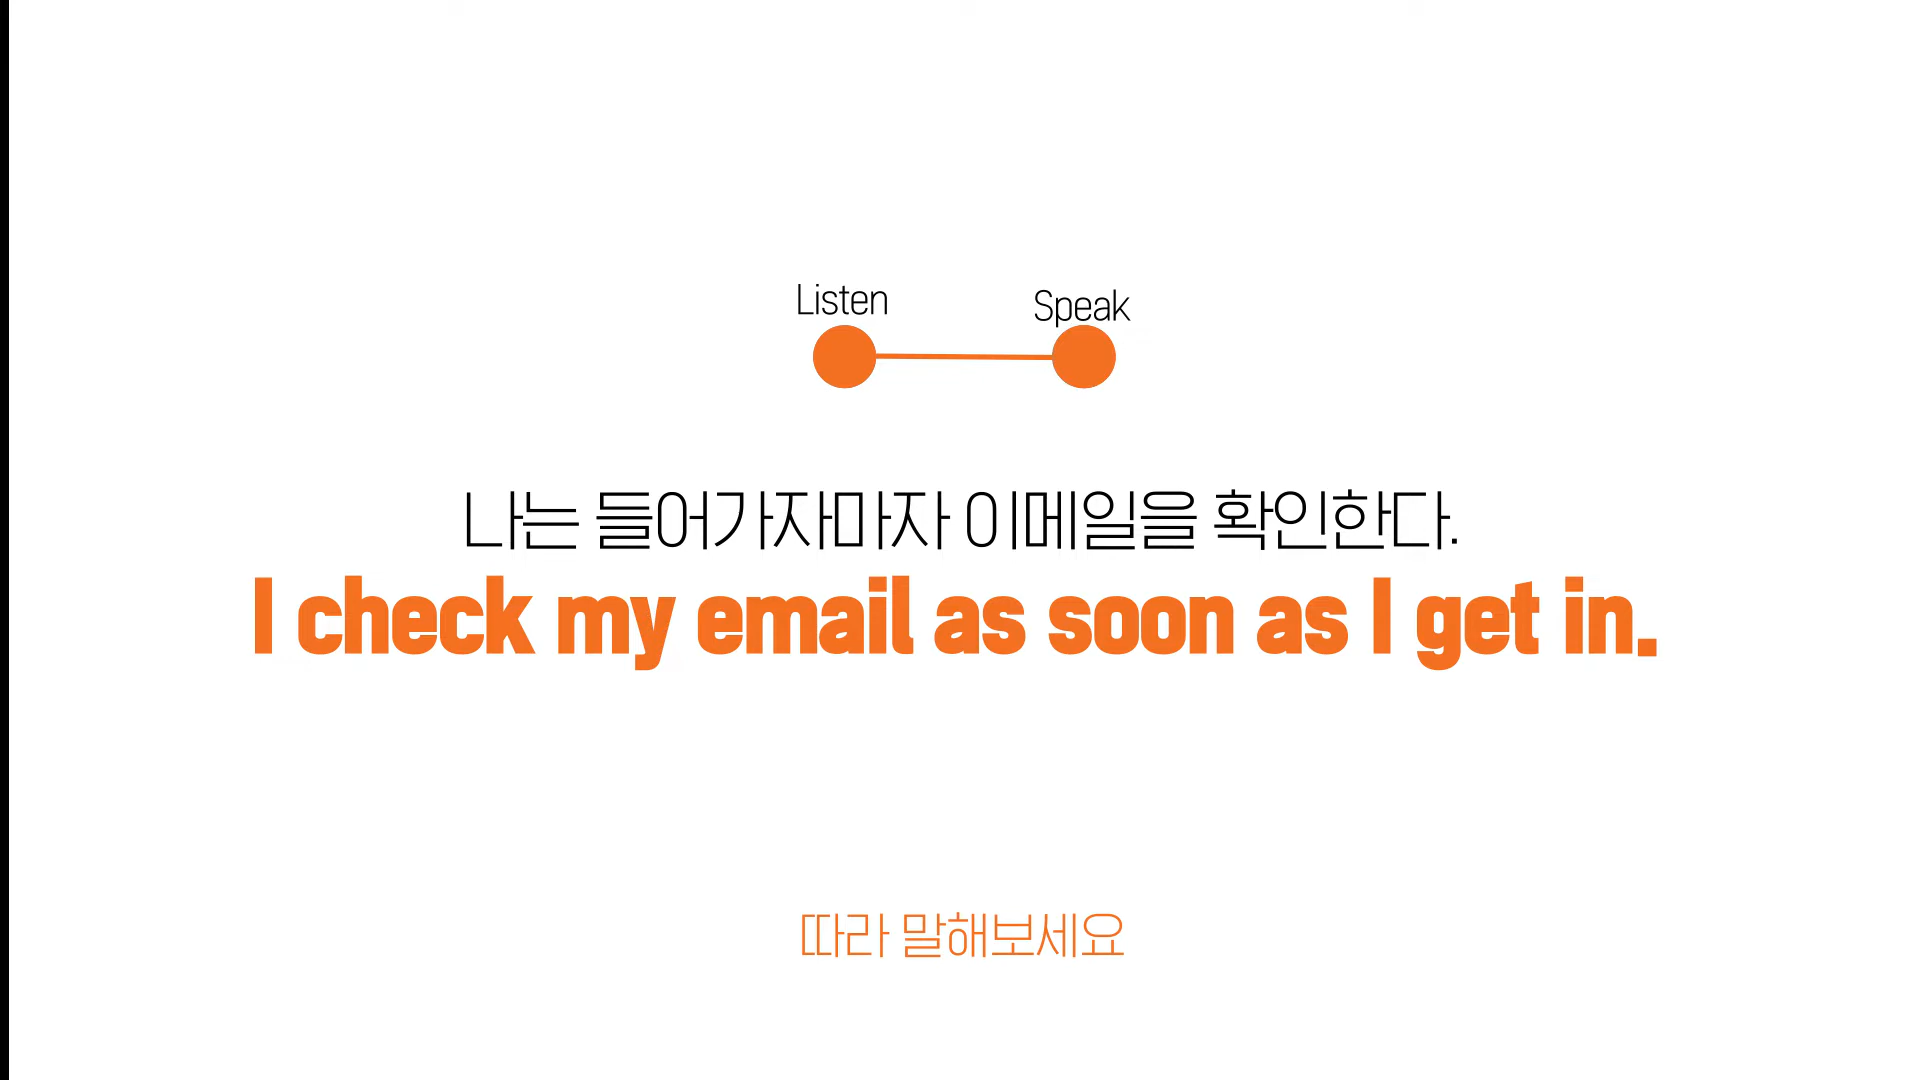 Listen Speak
나는 들어가자마자 이메일을 확인한다.
I check my email as soon as I get in.
따라 말해보세요